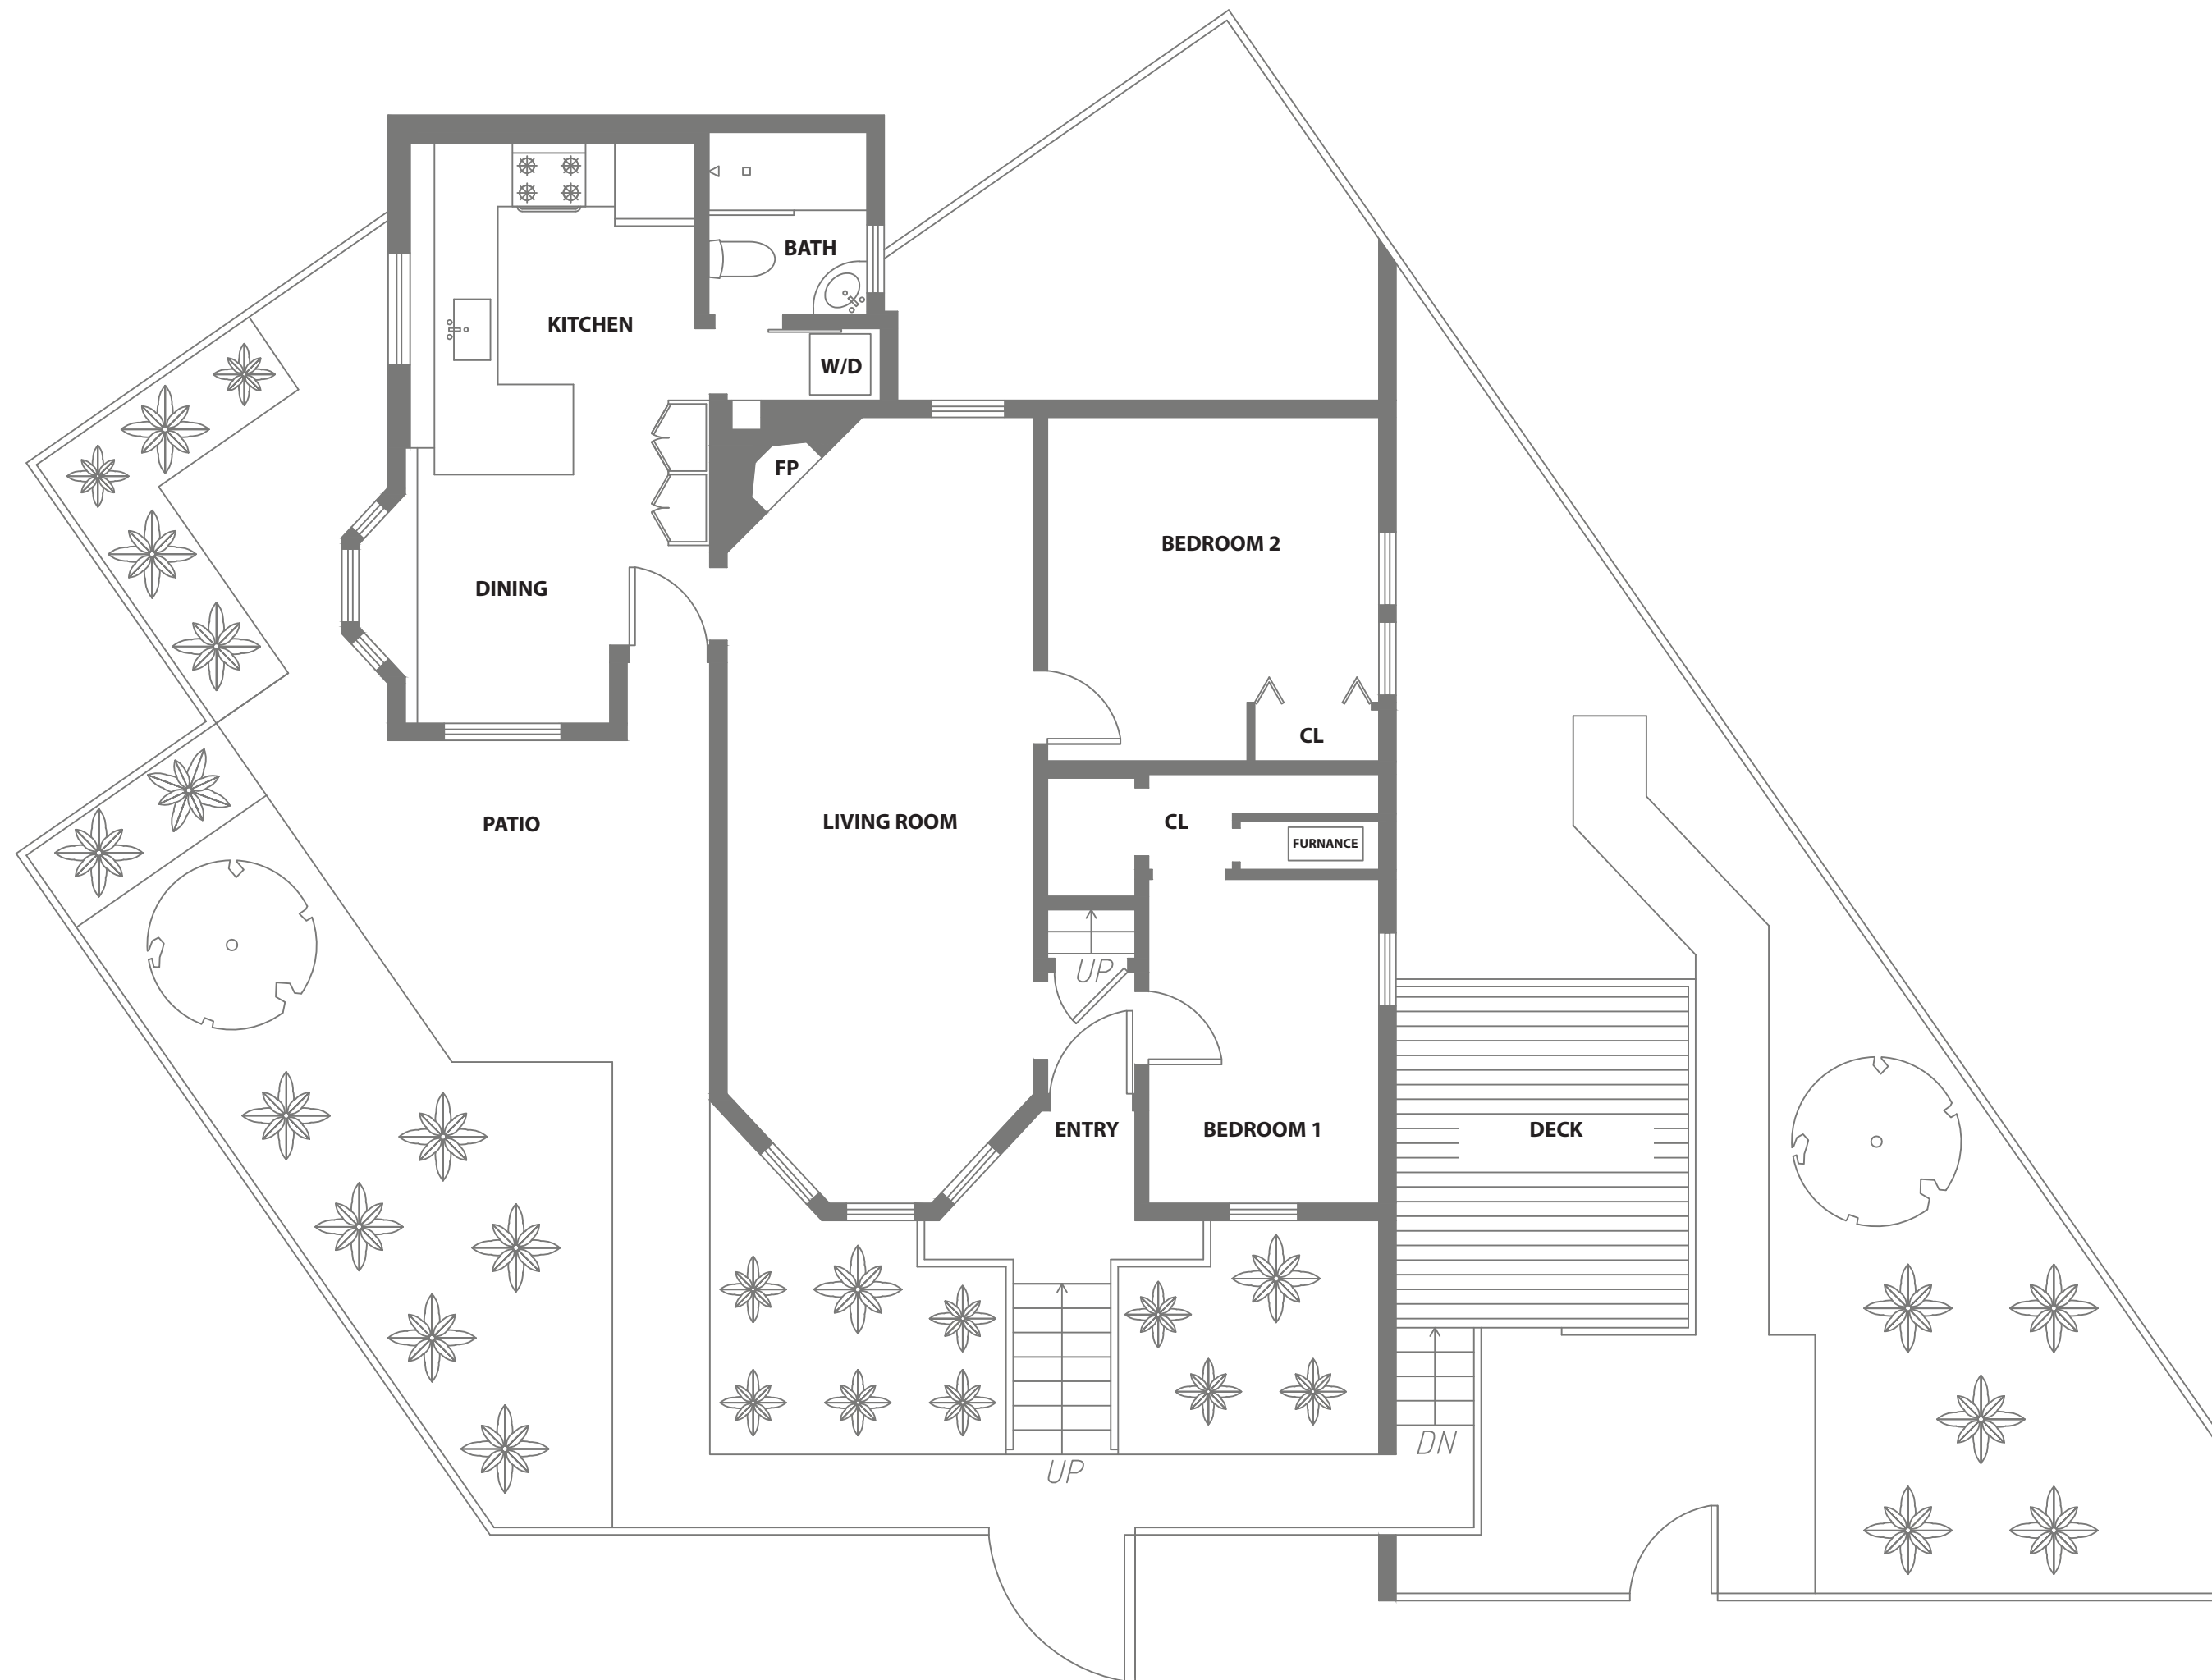 BATH
KITCHEN
W/D
FP
BEDROOM 2
DINING
CL
PATIO
LIVING ROOM
CL
FURNANCE
UP
ENTRY
BEDROOM 1
DECK
DN
UP